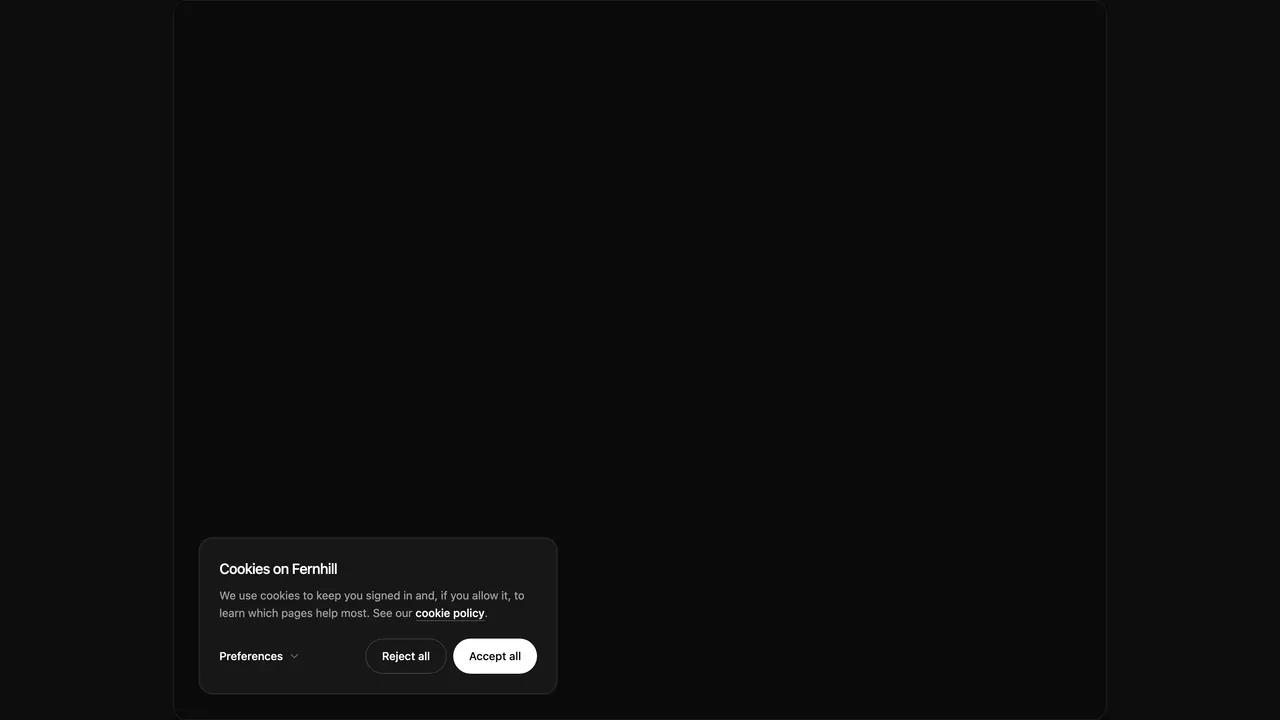 Cookies on Fernhill
We use cookies to keep you signed in and, if you allow it, to
learn which pages help most. See our cookie policy.
Preferences
Reject all
Accept all